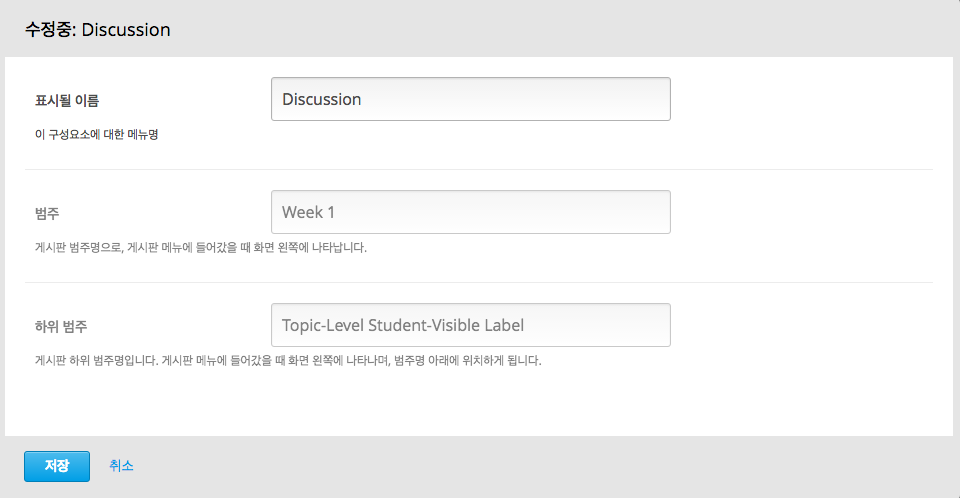 수정중: Discussion
표시될 이름
Discussion
이 구성요소에 대한 메뉴명
범주
Week 1
게시판 범주명으로, 게시판 메뉴에 들어갔을 때 화면 왼쪽에 나타납니다.
하위 범주
Topic-Level Student-Visible Label
게시판 하위 범주명입니다. 게시판 메뉴에 들어갔을 때 화면 왼쪽에 나타나며, 범주명 아래에 위치하게 됩니다.
저장 취소